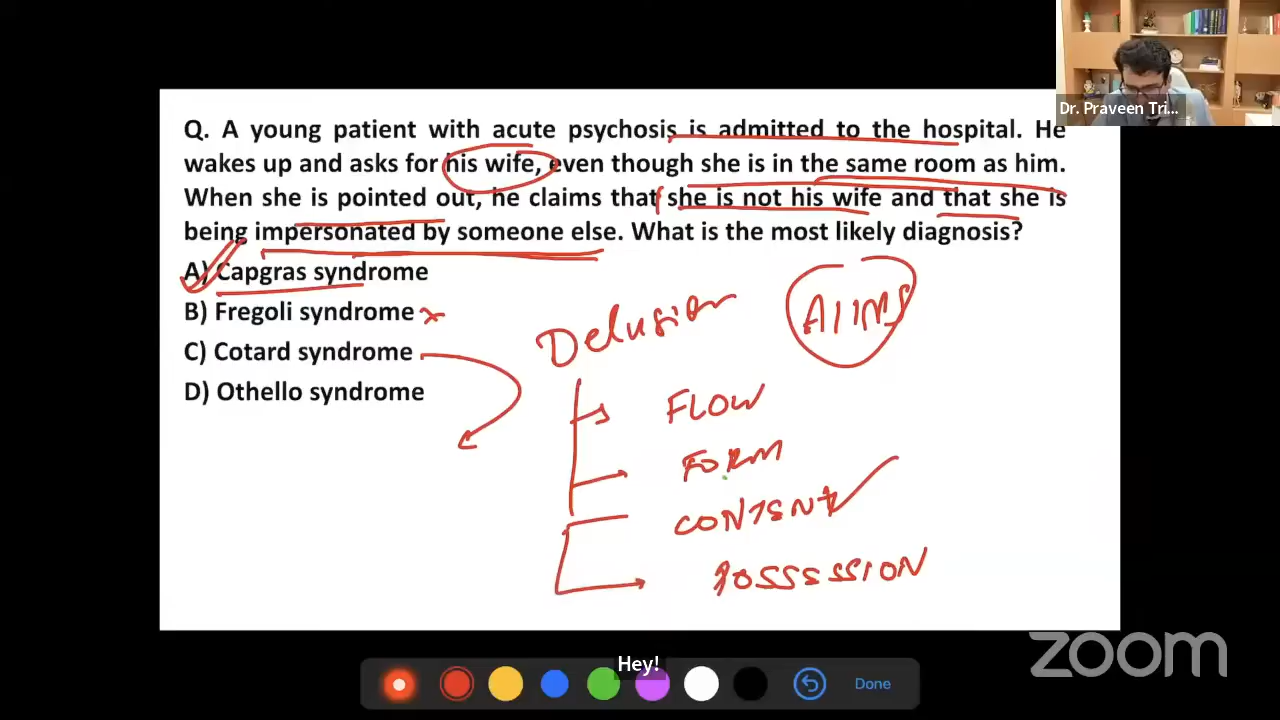 Dr. Praveen Tri...
Q. A young patient with acute psychosis is admitted to the hospital. He
wakes up and asks for his wife, even though she is in the same room as him.
When she is pointed out, he claims that she is not his wife and that she is
being impersonated by someone else. What is the most likely diagnosis?
A) Capgras syndrome
B) Fregoli syndrome
C) Cotard syndrome
D) Othello syndrome
Delusion
AIIMS
FLOW
FORM
CONTENT
POSSESSION
zoom
Hey!
Done